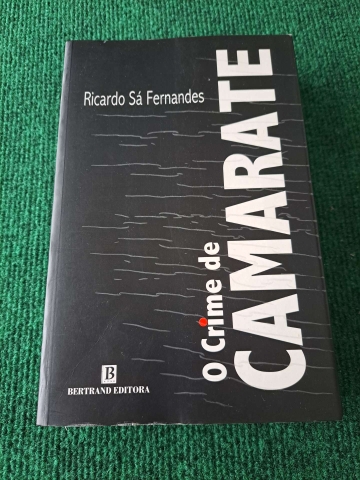 Ricardo Sá Fernandes
O Crime de
CAMARATE
B
BERTRAND EDITORA